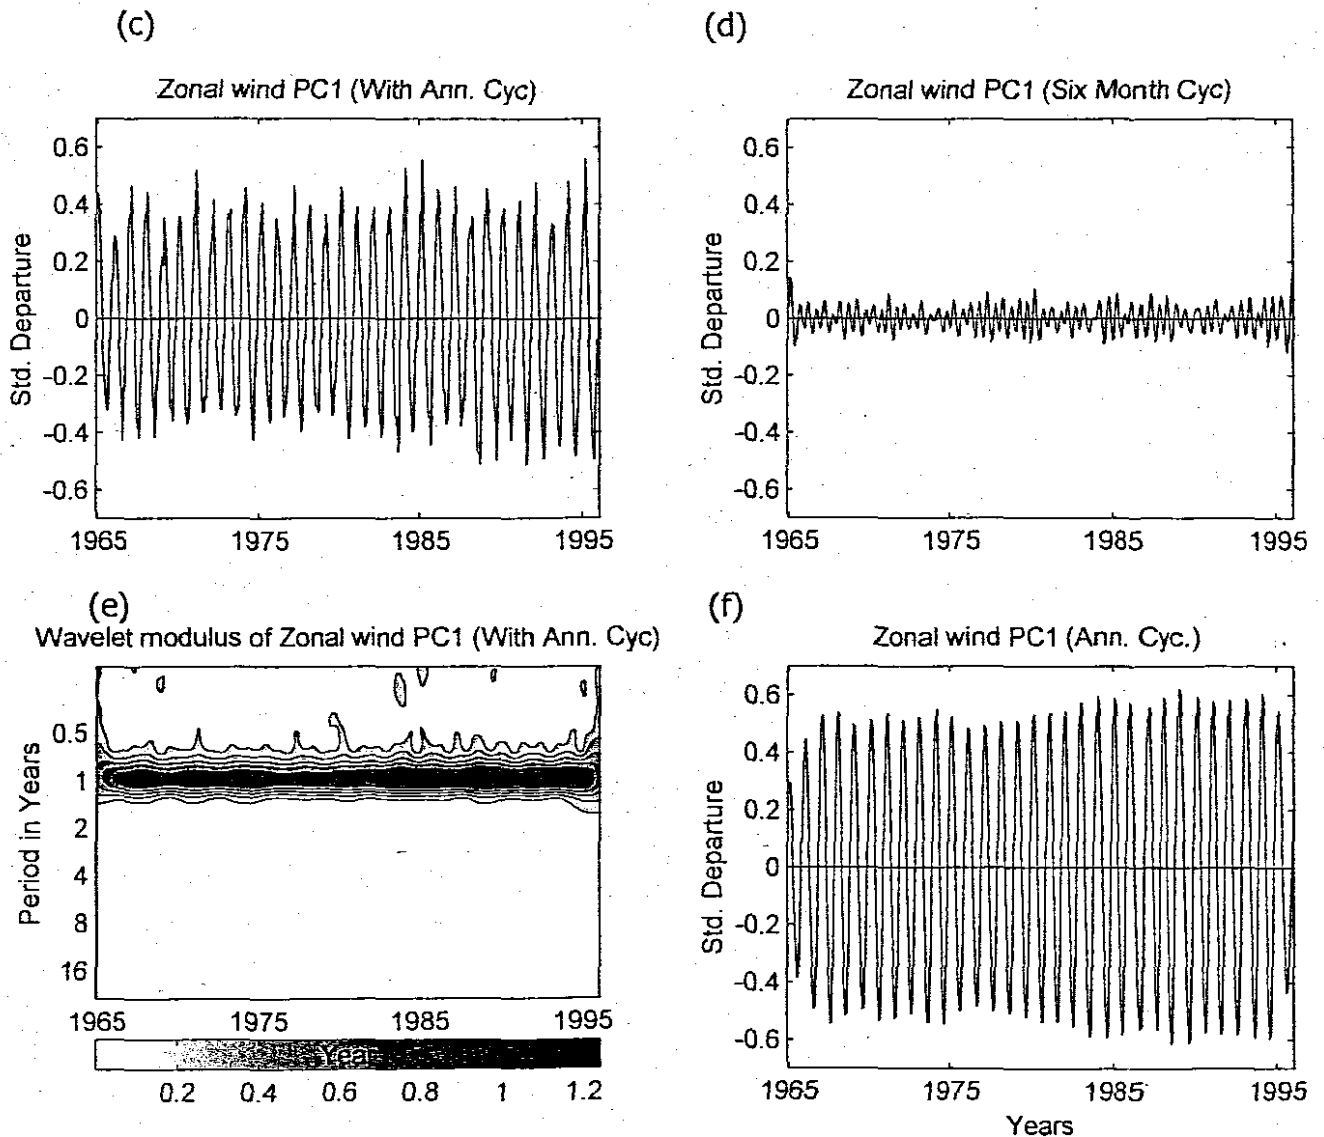 (c)
Zonal wind PC1 (With Ann. Cyc)
0.6
0.4
0.2
0
-0.2
-0.4
-0.6
Std. Departure
1965 1975 1985 1995
(d)
Zonal wind PC1 (Six Month Cyc)
0.6
0.4
0.2
0
-0.2
-0.4
-0.6
Std. Departure
1965 1975 1985 1995
(e)
Wavelet modulus of Zonal wind PC1 (With Ann. Cyc)
0.5
1
2
4
8
16
Period in Years
1965 1975 1985 1995
Year
0.2 0.4 0.6 0.8 1 1.2
(f)
Zonal wind PC1 (Ann. Cyc.)
0.6
0.4
0.2
0
-0.2
-0.4
-0.6
Std. Departure
1965 1975 1985 1995
Years